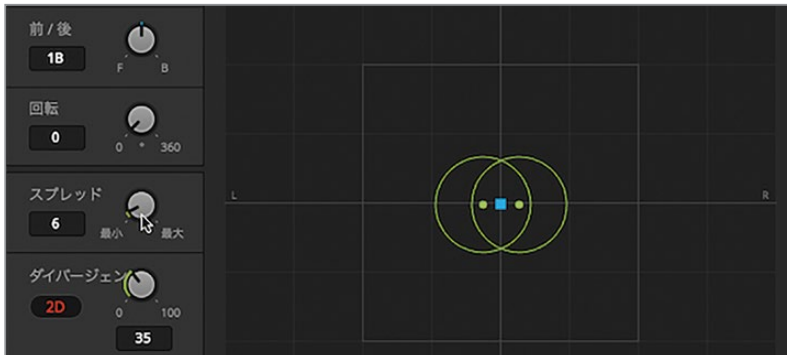 前 / 後
1B
F B
回転
0
0 ° 360
スプレッド
6
最小 最大
ダイバージェン
2D
0 100
35
L
R